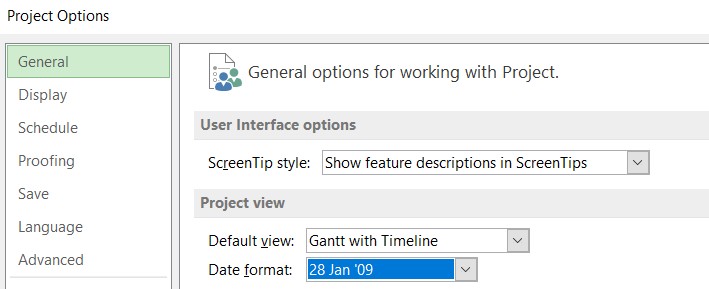 Project Options
General
Display
Schedule
Proofing
Save
Language
Advanced
General options for working with Project.
User Interface options
ScreenTip style: Show feature descriptions in ScreenTips
Project view
Default view: Gantt with Timeline
Date format: 28 Jan '09